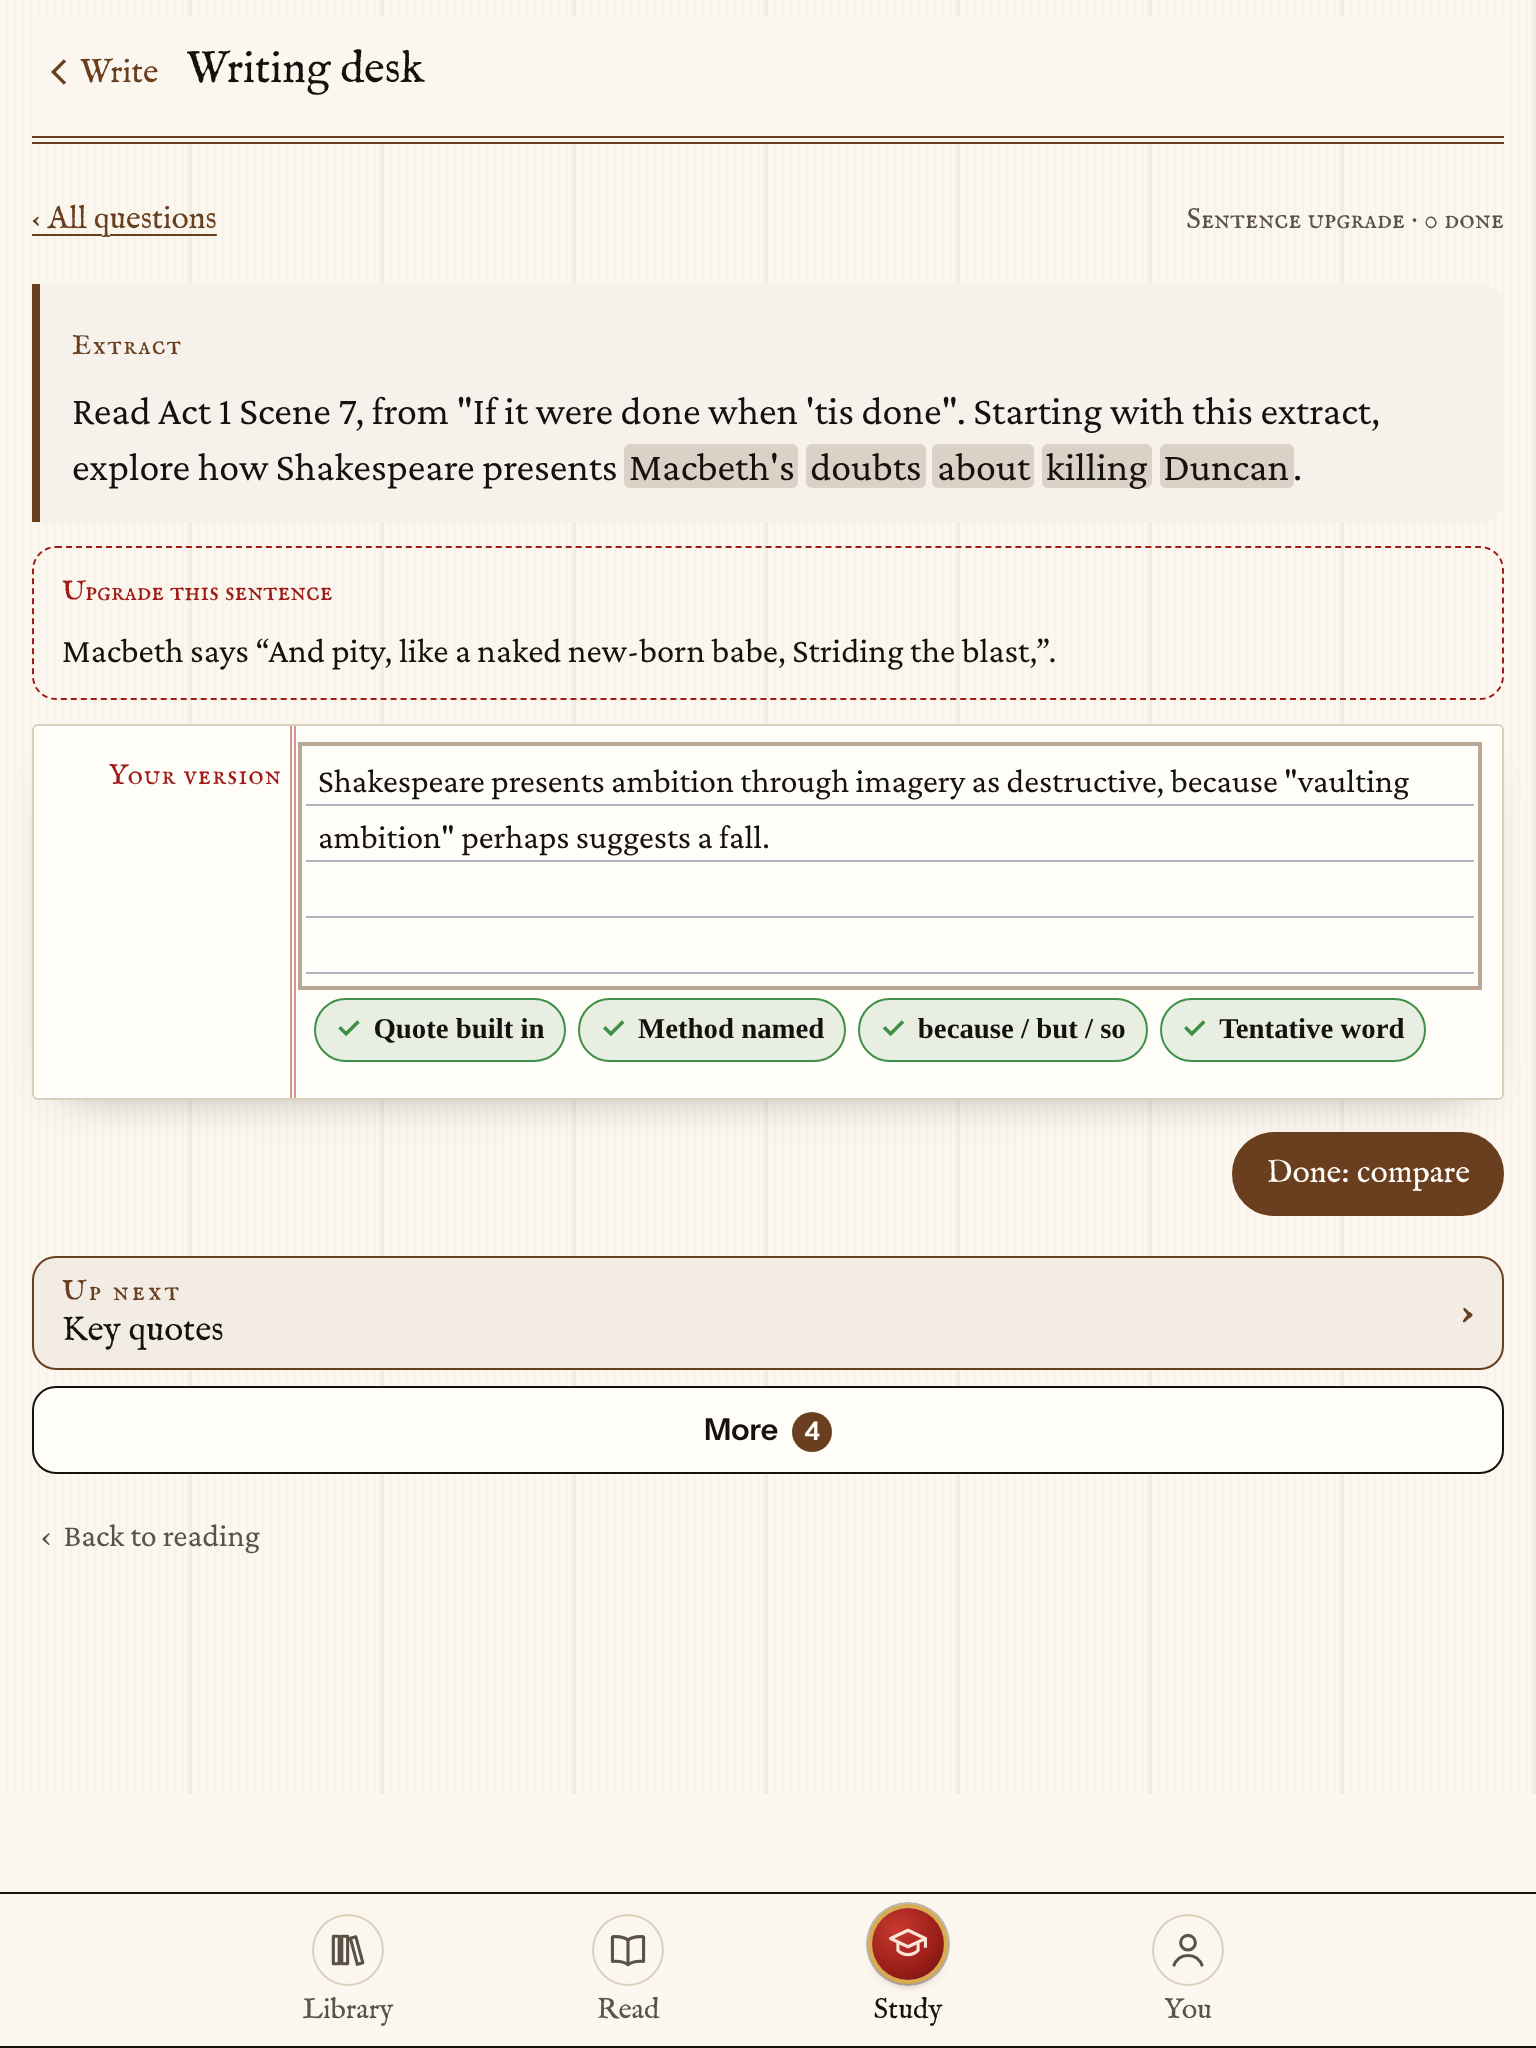 Write Writing desk
‹ All questions
Sentence upgrade · 0 done
Extract
Read Act 1 Scene 7, from "If it were done when 'tis done". Starting with this extract,
explore how Shakespeare presents Macbeth's doubts about killing Duncan.
Upgrade this sentence
Macbeth says “And pity, like a naked new-born babe, Striding the blast,”.
Your version
Shakespeare presents ambition through imagery as destructive, because "vaulting
ambition" perhaps suggests a fall.
Quote built in
Method named
because / but / so
Tentative word
Done: compare
Up next
Key quotes ›
More 4
‹ Back to reading
Library
Read
Study
You